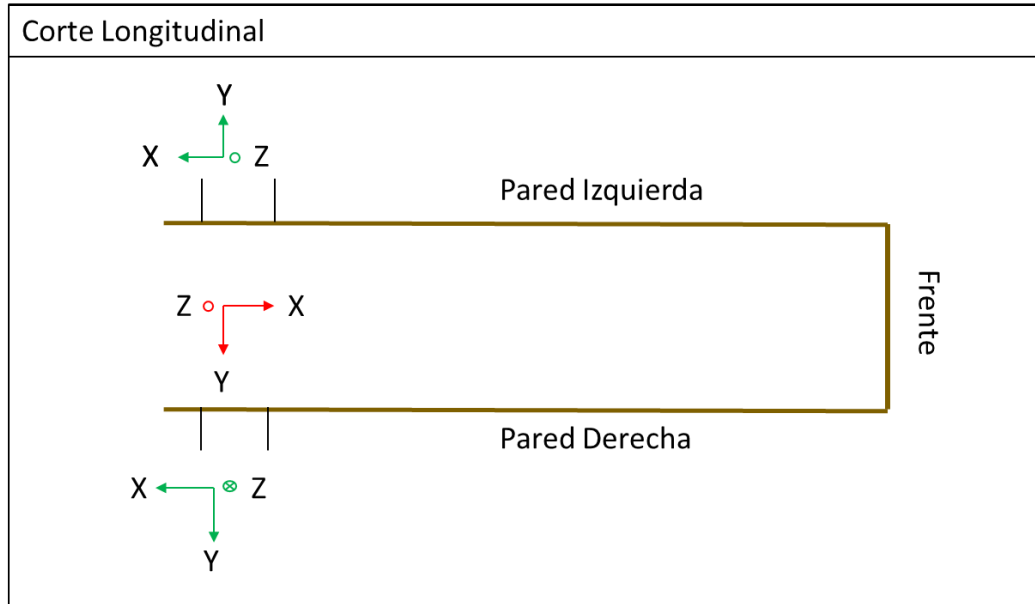 Corte Longitudinal
Y
X
Z
Pared Izquierda
Z
X
Y
Frente
Pared Derecha
X
Z
Y